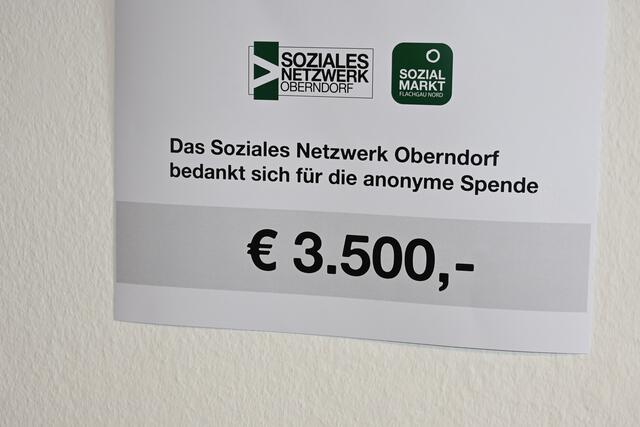 SOZIALES
NETZWERK
OBERNDORF
SOZIAL
MARKT
FLACHGAU NORD
Das Soziales Netzwerk Oberndorf
bedankt sich für die anonyme Spende
€ 3.500,-